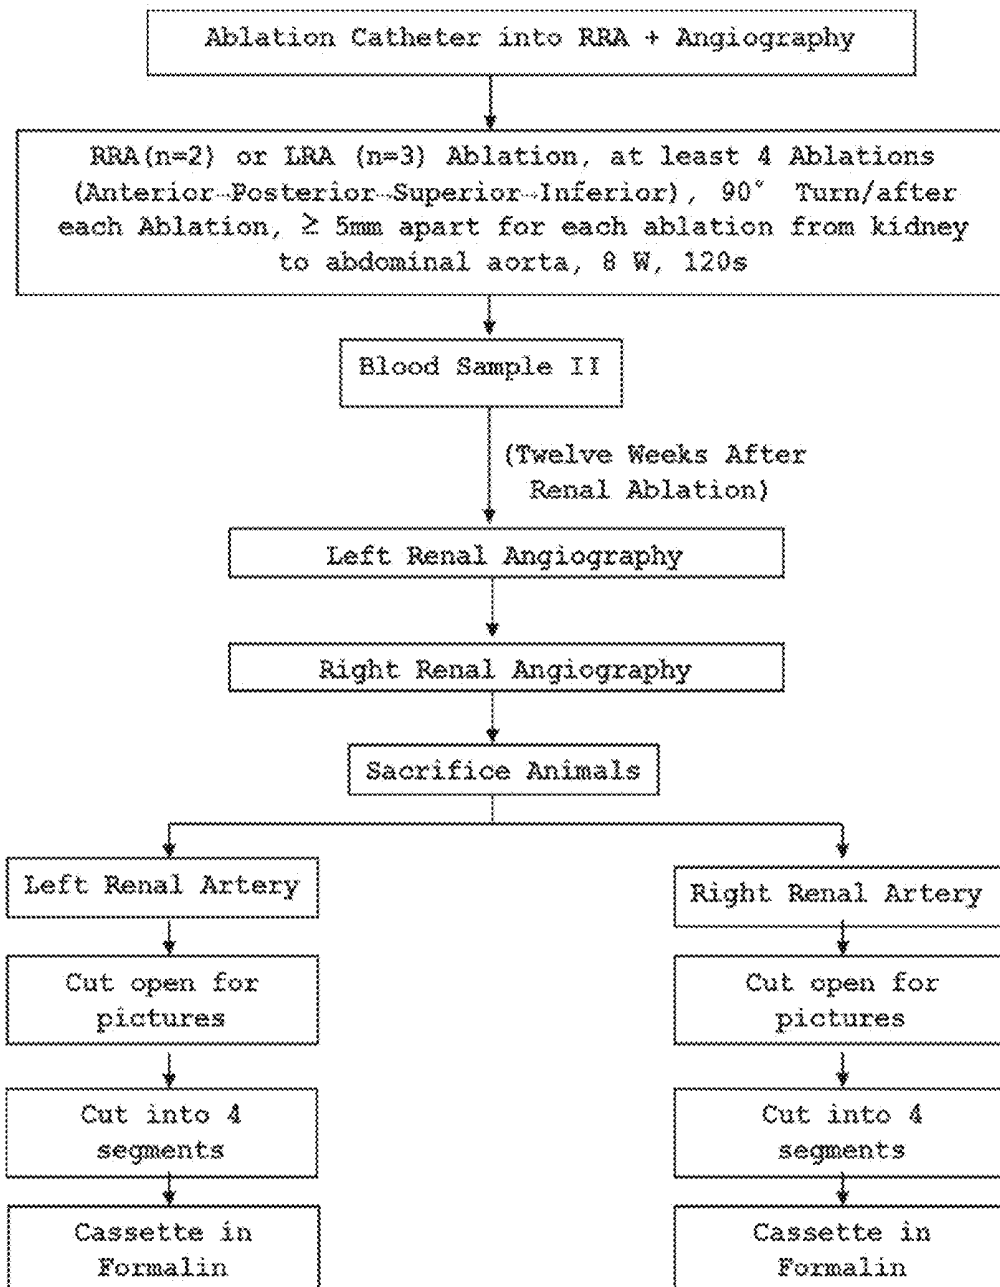 Ablation Catheter into RRA + Angiography
RRA(n=2) or LRA (n=3) Ablation, at least 4 Ablations
(Anterior→Posterior→Superior→Inferior), 90° Turn/after
each Ablation, ≥ 5mm apart for each ablation from kidney
to abdominal aorta, 8 W, 120s
Blood Sample II
(Twelve Weeks After
Renal Ablation)
Left Renal Angiography
Right Renal Angiography
Sacrifice Animals
Left Renal Artery
Cut open for
pictures
Cut into 4
segments
Cassette in
Formalin
Right Renal Artery
Cut open for
pictures
Cut into 4
segments
Cassette in
Formalin